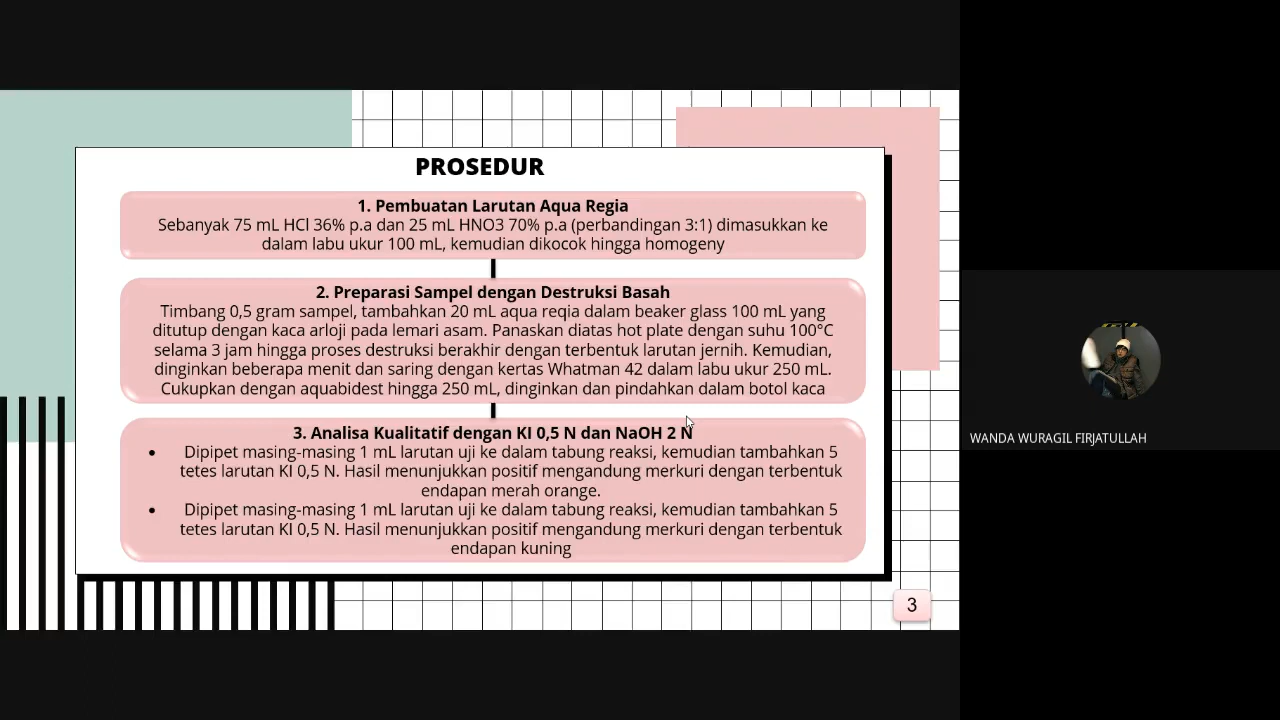 PROSEDUR
1. Pembuatan Larutan Aqua Regia
Sebanyak 75 mL HCl 36% p.a dan 25 mL HNO3 70% p.a (perbandingan 3:1) dimasukkan ke
dalam labu ukur 100 mL, kemudian dikocok hingga homogeny
2. Preparasi Sampel dengan Destruksi Basah
Timbang 0,5 gram sampel, tambahkan 20 mL aqua reqia dalam beaker glass 100 mL yang
ditutup dengan kaca arloji pada lemari asam. Panaskan diatas hot plate dengan suhu 100°C
selama 3 jam hingga proses destruksi berakhir dengan terbentuk larutan jernih. Kemudian,
dinginkan beberapa menit dan saring dengan kertas Whatman 42 dalam labu ukur 250 mL.
Cukupkan dengan aquabidest hingga 250 mL, dinginkan dan pindahkan dalam botol kaca
3. Analisa Kualitatif dengan KI 0,5 N dan NaOH 2 N
• Dipipet masing-masing 1 mL larutan uji ke dalam tabung reaksi, kemudian tambahkan 5
tetes larutan KI 0,5 N. Hasil menunjukkan positif mengandung merkuri dengan terbentuk
endapan merah orange.
• Dipipet masing-masing 1 mL larutan uji ke dalam tabung reaksi, kemudian tambahkan 5
tetes larutan KI 0,5 N. Hasil menunjukkan positif mengandung merkuri dengan terbentuk
endapan kuning
3
WANDA WURAGIL FIRJATULLAH